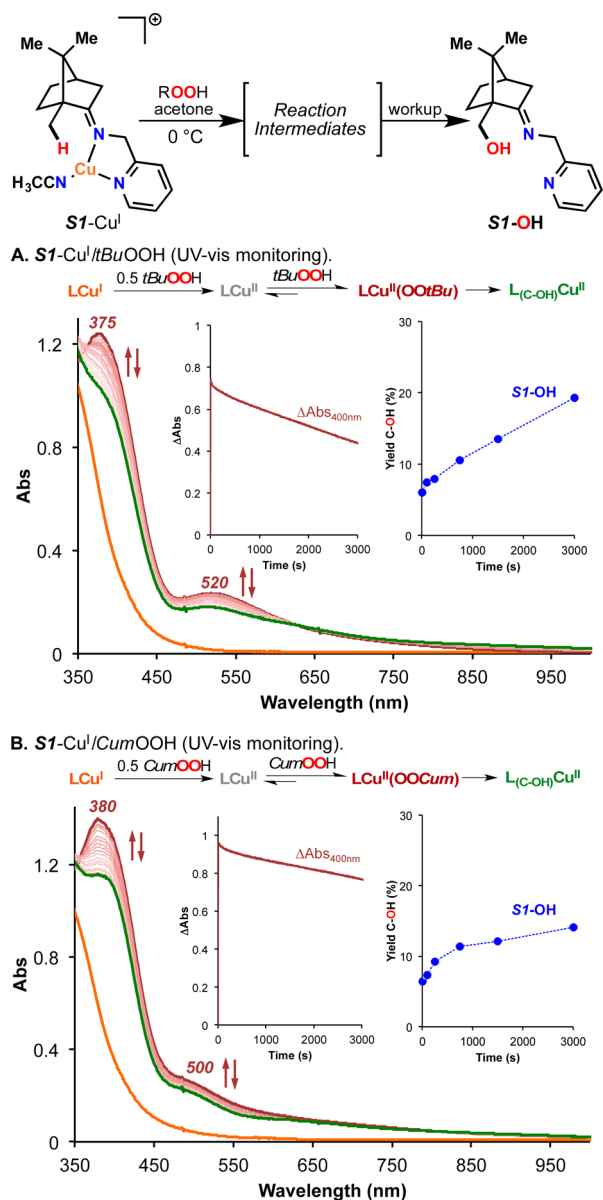 Me
Me
H
N
Cu
N
H₃CCN
S1-Cuᴵ
⊕
ROOH
acetone
0 °C
Reaction
Intermediates
workup
Me
Me
OH
N
N
S1-OH
A. S1-Cuᴵ/tBuOOH (UV-vis monitoring).
LCuᴵ 0.5 tBuOOH LCuᴵᴵ tBuOOH LCuᴵᴵ(OOtBu) L(C-OH)Cuᴵᴵ
375
520
Abs
1.2
0.8
0.4
0
350 450 550 650 750 850 950
Wavelength (nm)
ΔAbs
1
0.8
0.6
0.4
0.2
0
ΔAbs400nm
0 1000 2000 3000
Time (s)
Yield C-OH (%)
30
20
10
0
S1-OH
0 1000 2000 3000
Time (s)
B. S1-Cuᴵ/CumOOH (UV-vis monitoring).
LCuᴵ 0.5 CumOOH LCuᴵᴵ CumOOH LCuᴵᴵ(OOCum) L(C-OH)Cuᴵᴵ
380
500
Abs
1.2
0.8
0.4
0
350 450 550 650 750 850 950
Wavelength (nm)
ΔAbs
1
0.8
0.6
0.4
0.2
0
ΔAbs400nm
0 1000 2000 3000
Time (s)
Yield C-OH (%)
30
20
10
0
S1-OH
0 1000 2000 3000
Time (s)